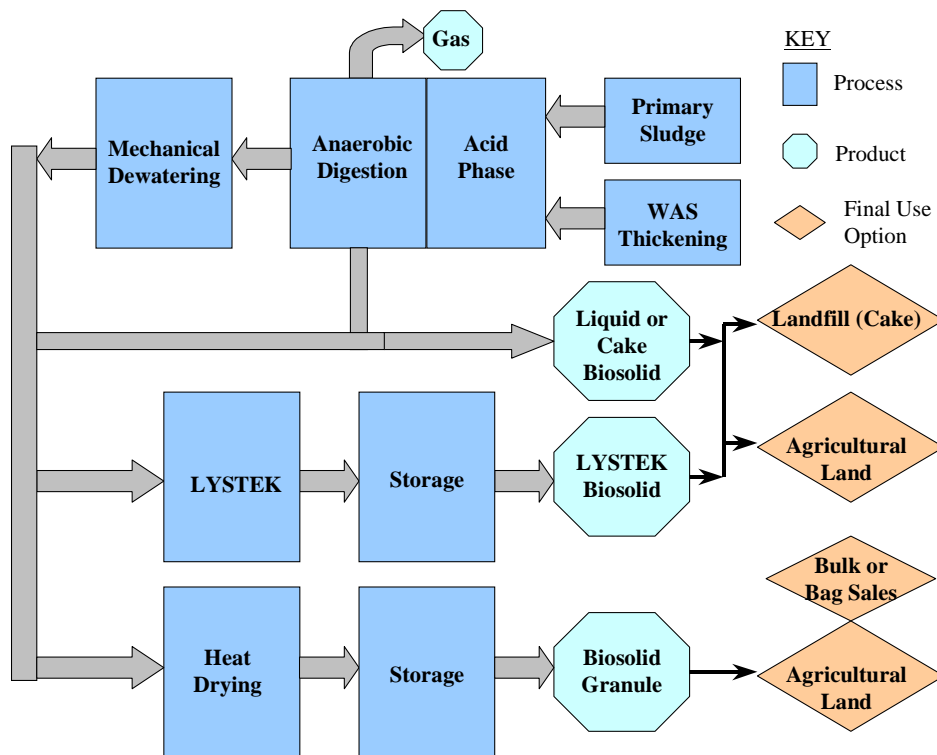 Gas
KEY
Process
Mechanical
Dewatering
Anaerobic
Digestion
Acid
Phase
Primary
Sludge
Product
WAS
Thickening
Final Use
Option
Liquid or
Cake
Biosolid
Landfill (Cake)
LYSTEK
Storage
LYSTEK
Biosolid
Agricultural
Land
Bulk or
Bag Sales
Heat
Drying
Storage
Biosolid
Granule
Agricultural
Land